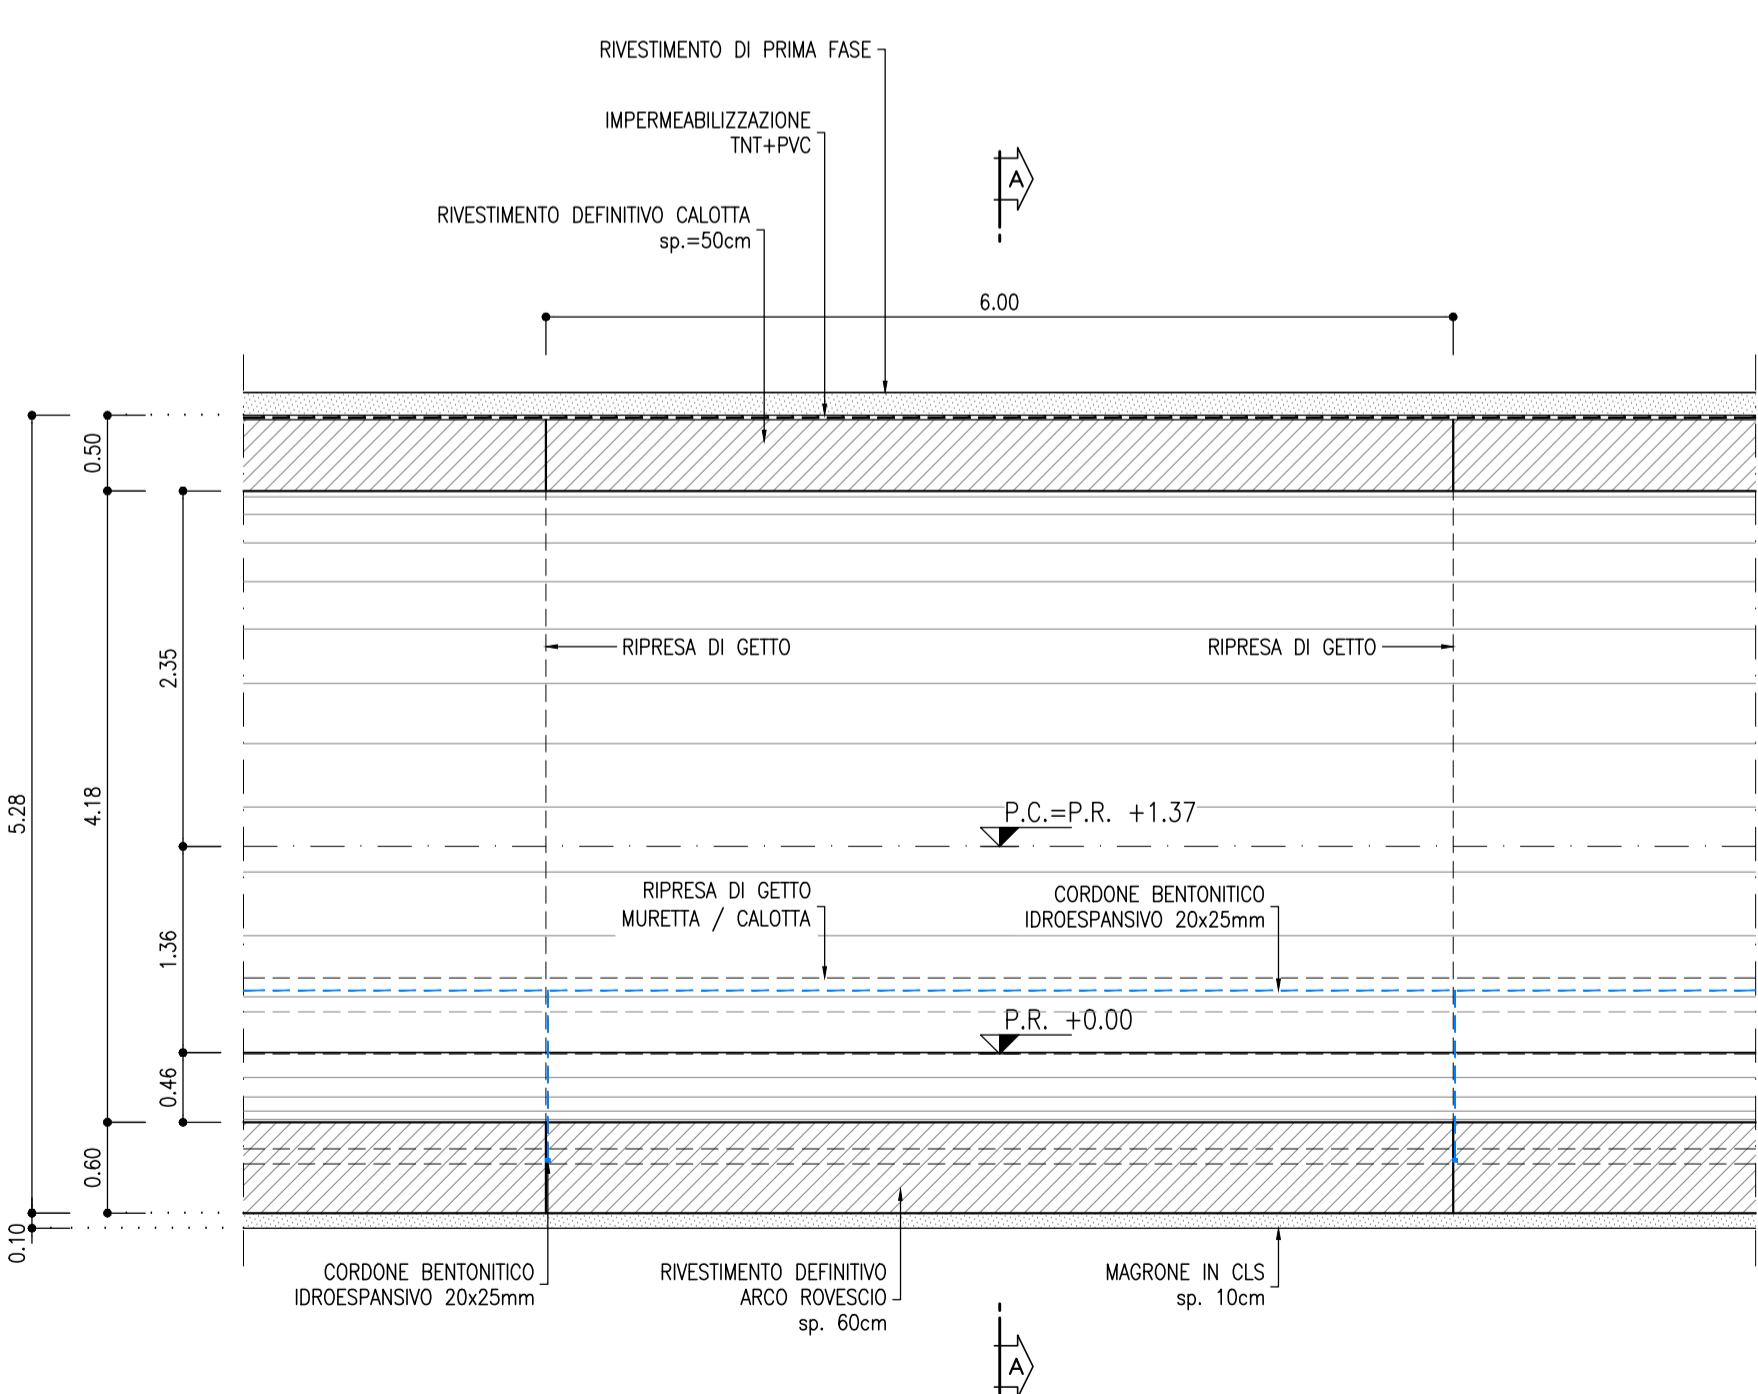 RIVESTIMENTO DI PRIMA FASE
IMPERMEABILIZZAZIONE
TNT+PVC
A
RIVESTIMENTO DEFINITIVO CALOTTA
sp.=50cm
6.00
0.50
2.35
RIPRESA DI GETTO
RIPRESA DI GETTO
5.28
4.18
P.C.=P.R. +1.37
RIPRESA DI GETTO
MURETTA / CALOTTA
CORDONE BENTONITICO
IDROESPANSIVO 20x25mm
1.36
P.R. +0.00
0.46
0.60
0.10
CORDONE BENTONITICO
IDROESPANSIVO 20x25mm
RIVESTIMENTO DEFINITIVO
ARCO ROVESCIO
sp. 60cm
MAGRONE IN CLS
sp. 10cm
A